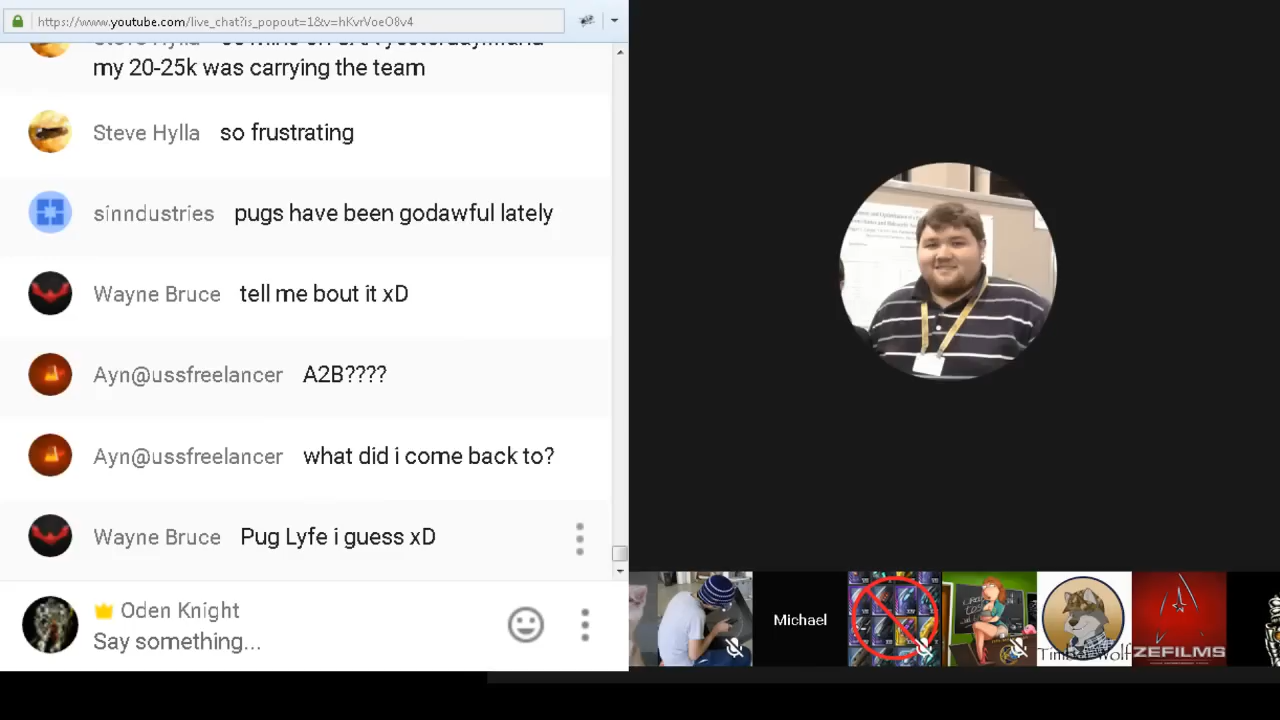 https://www.youtube.com/live_chat?is_popout=1&v=hKvrVoeO8v4
Steve Hylla
my 20-25k was carrying the team
Steve Hylla so frustrating
sinndustries pugs have been godawful lately
Wayne Bruce tell me bout it xD
Ayn@ussfreelancer A2B????
Ayn@ussfreelancer what did i come back to?
Wayne Bruce Pug Lyfe i guess xD
Oden Knight
Say something...
Michael
ZEFILMS